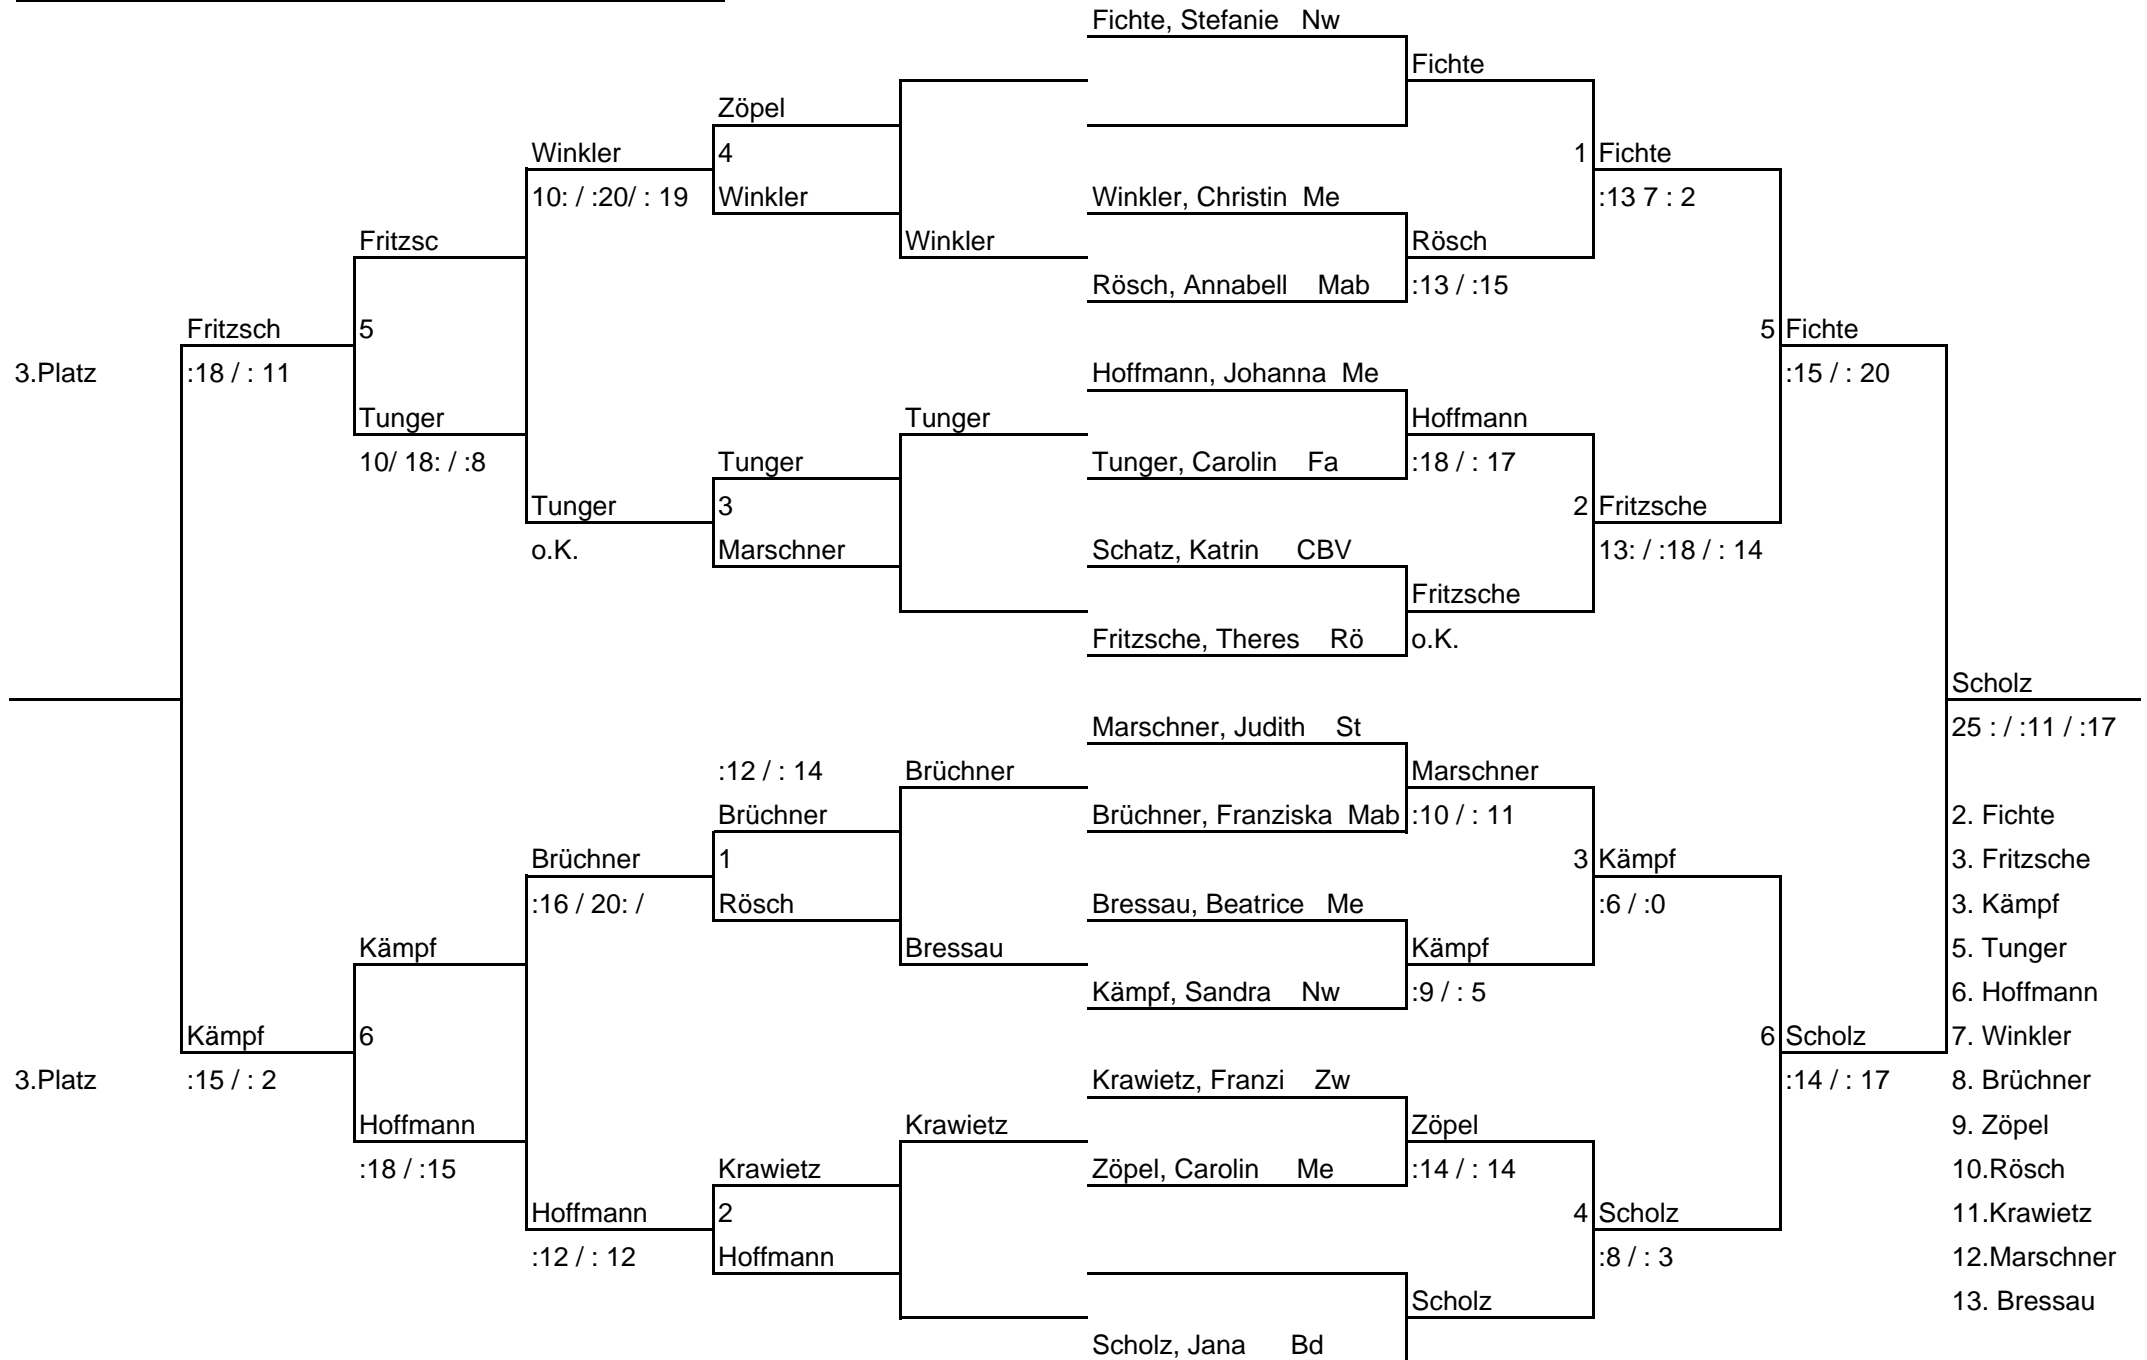 Fichte, Stefanie Nw
Fichte
Zöpel
Winkler 4 1 Fichte
10: / :20/ : 19 Winkler Winkler, Christin Me :13 7 : 2
Fritzsc Winkler Rösch
Rösch, Annabell Mab :13 / :15
Fritzsch 5 5 Fichte
3.Platz :18 / : 11 Hoffmann, Johanna Me :15 / : 20
Tunger Tunger Hoffmann
10/ 18: / :8 Tunger Tunger, Carolin Fa :18 / : 17
Tunger 3 2 Fritzsche
o.K. Marschner Schatz, Katrin CBV 13: / :18 / : 14
Fritzsche
Fritzsche, Theres Rö o.K.
Scholz
Marschner, Judith St 25 : / :11 / :17
:12 / : 14 Brüchner Marschner
Brüchner Brüchner, Franziska Mab :10 / : 11 2. Fichte
Brüchner 1 3 Kämpf 3. Fritzsche
:16 / 20: / Rösch Bressau, Beatrice Me :6 / :0 3. Kämpf
Kämpf Bressau Kämpf 5. Tunger
Kämpf, Sandra Nw :9 / : 5 6. Hoffmann
Kämpf 6 6 Scholz 7. Winkler
3.Platz :15 / : 2 Krawietz, Franzi Zw :14 / : 17 8. Brüchner
Hoffmann Krawietz Zöpel 9. Zöpel
:18 / :15 Krawietz Zöpel, Carolin Me :14 / : 14 10.Rösch
Hoffmann 2 4 Scholz 11.Krawietz
:12 / : 12 Hoffmann :8 / : 3 12.Marschner
Scholz 13. Bressau
Scholz, Jana Bd